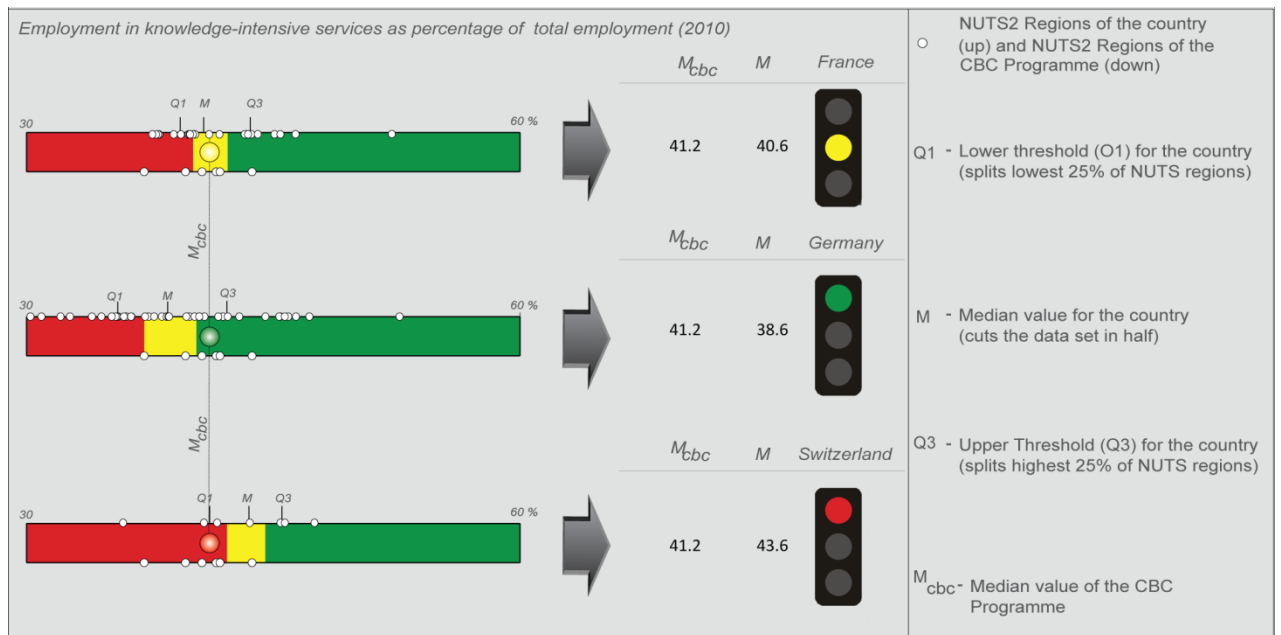 Employment in knowledge-intensive services as percentage of total employment (2010)
Mcbc M France
Q1 M Q3
30 60 %
41.2 40.6
Mcbc
Mcbc M Germany
Q1 M Q3
30 60 %
41.2 38.6
Mcbc
Mcbc M Switzerland
Q1 M Q3
30 60 %
41.2 43.6
NUTS2 Regions of the country
(up) and NUTS2 Regions of the
CBC Programme (down)
Q1 - Lower threshold (O1) for the country
(splits lowest 25% of NUTS regions)
M - Median value for the country
(cuts the data set in half)
Q3 - Upper Threshold (Q3) for the country
(splits highest 25% of NUTS regions)
Mcbc - Median value of the CBC
Programme